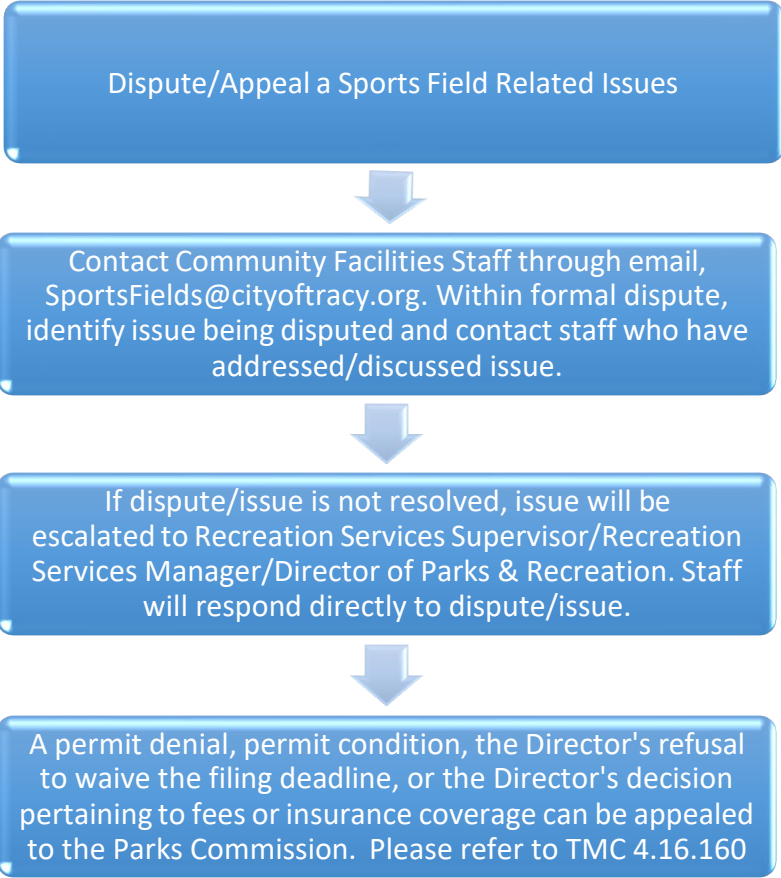 Dispute/Appeal a Sports Field Related Issues
Contact Community Facilities Staff through email,
SportsFields@cityoftracy.org. Within formal dispute,
identify issue being disputed and contact staff who have
addressed/discussed issue.
If dispute/issue is not resolved, issue will be
escalated to Recreation Services Supervisor/Recreation
Services Manager/Director of Parks & Recreation. Staff
will respond directly to dispute/issue.
A permit denial, permit condition, the Director's refusal
to waive the filing deadline, or the Director's decision
pertaining to fees or insurance coverage can be appealed
to the Parks Commission.  Please refer to TMC 4.16.160